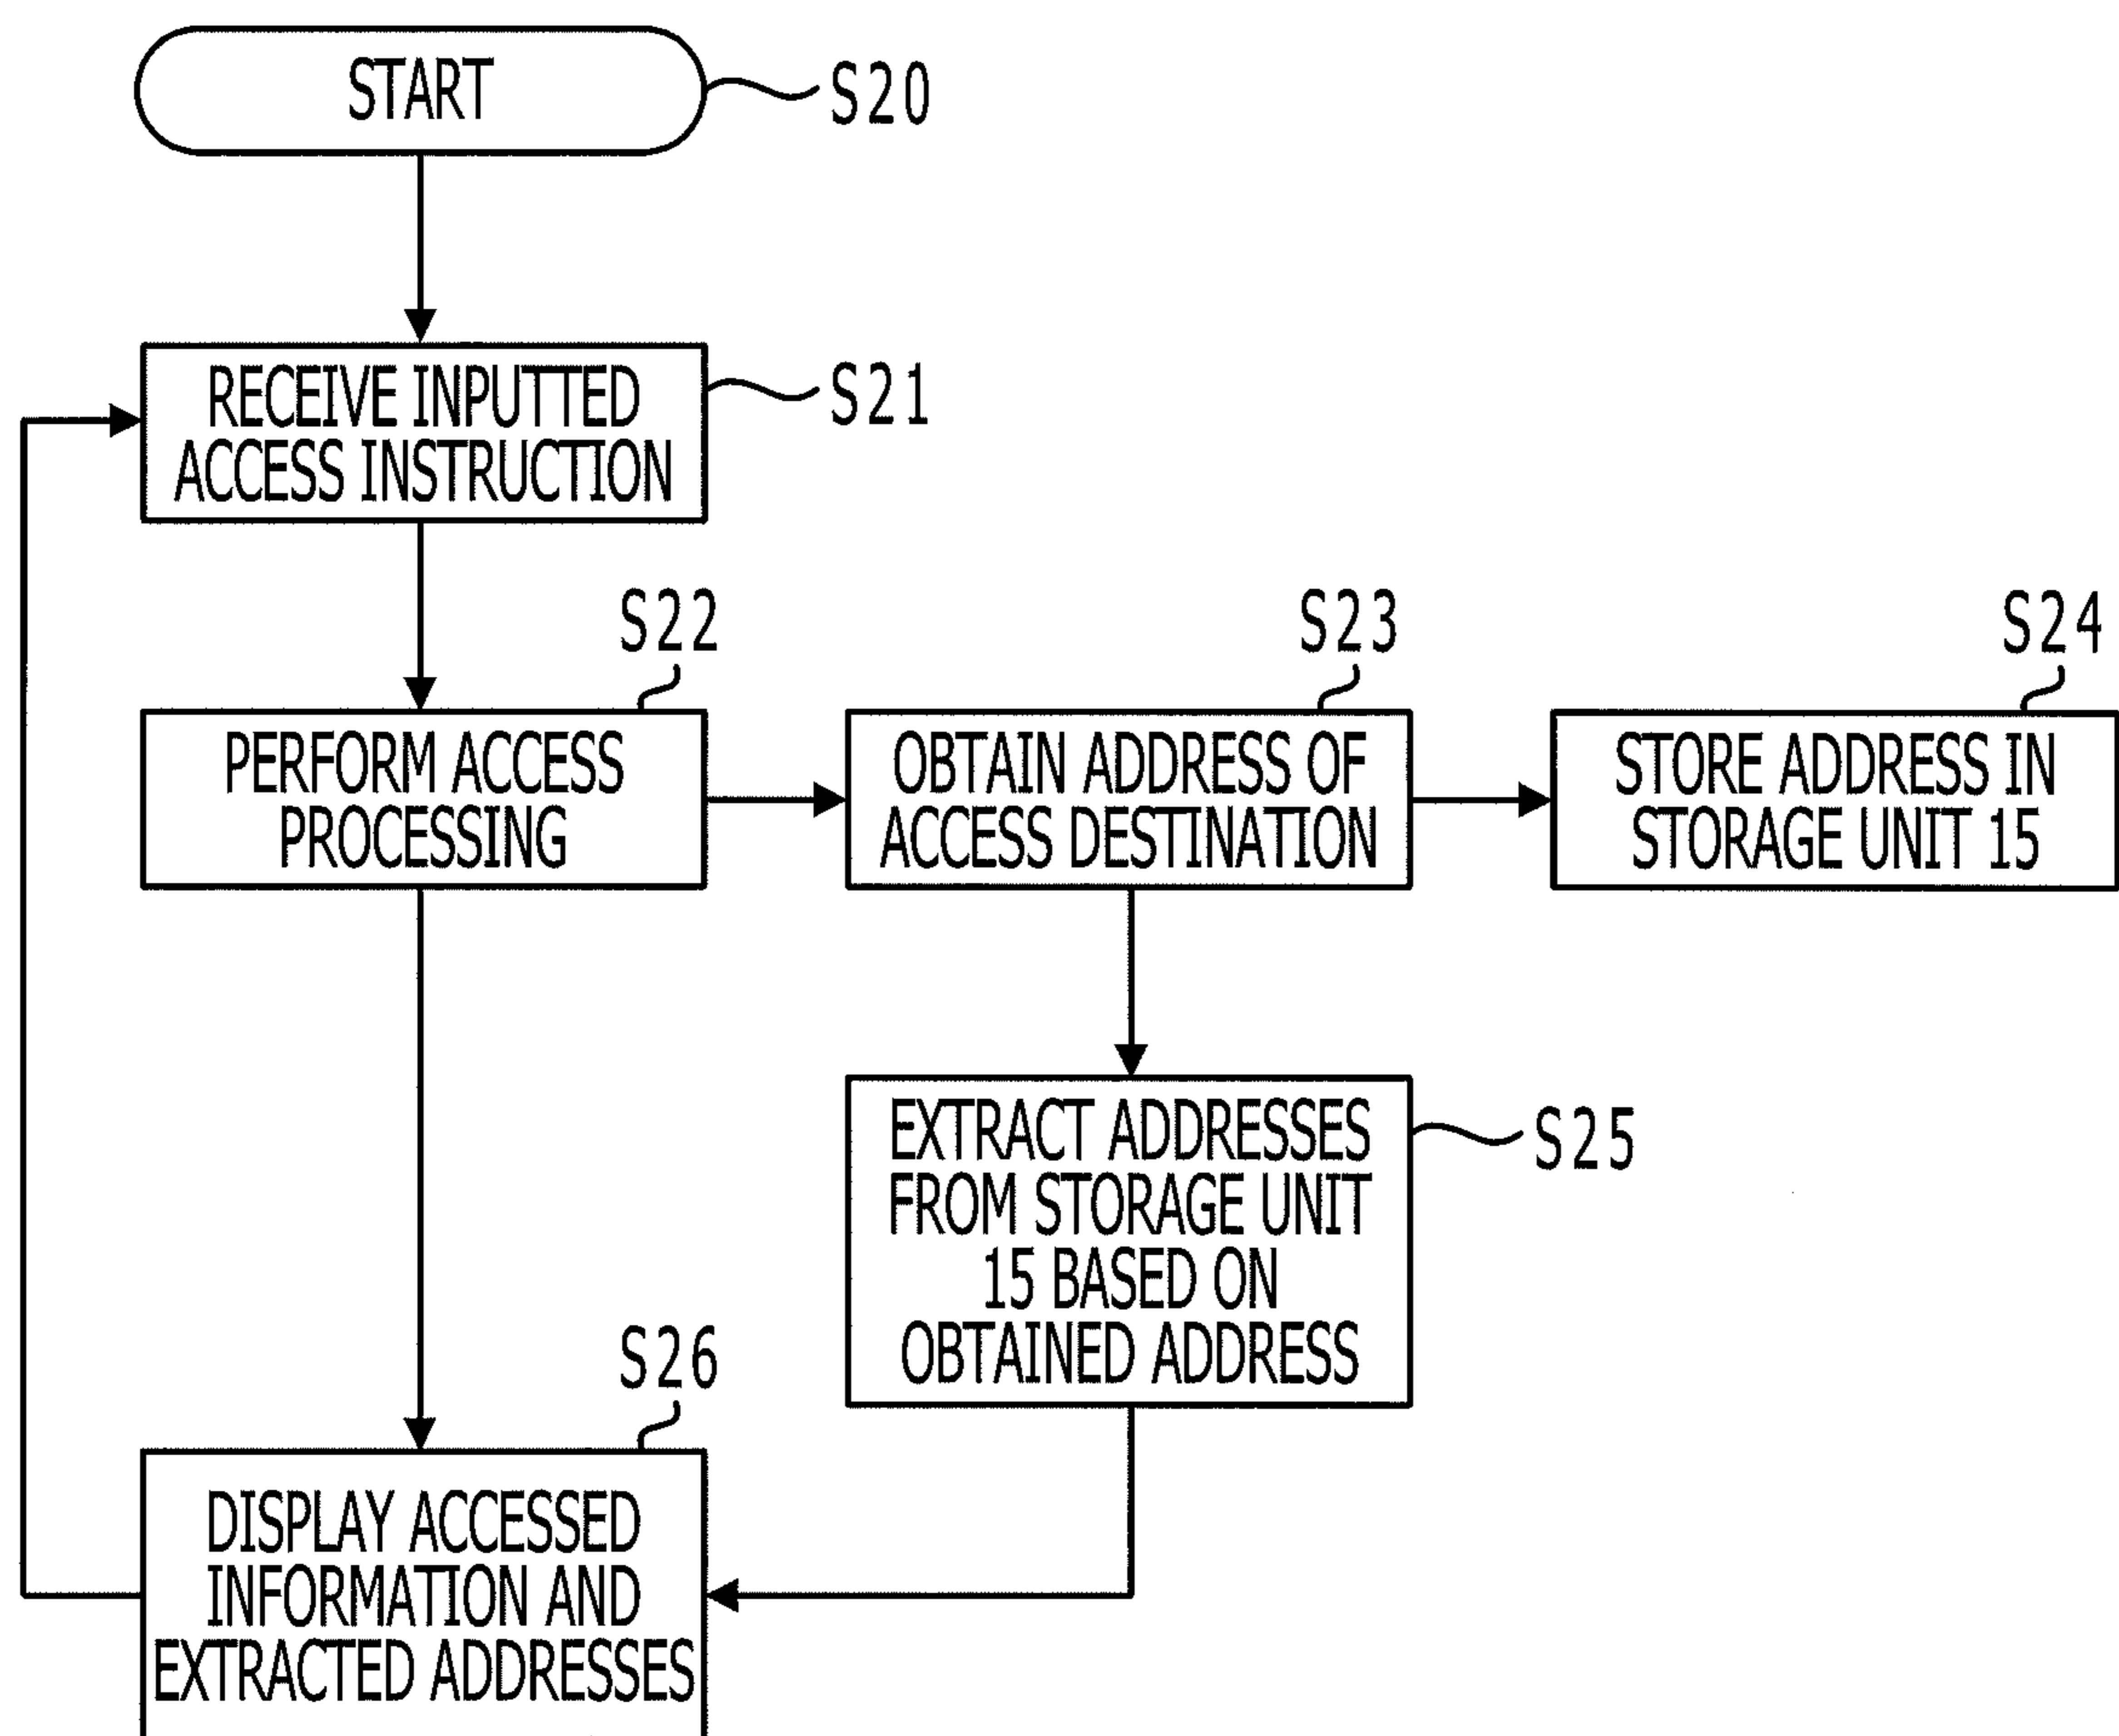 START
S20
RECEIVE INPUTTED
ACCESS INSTRUCTION
S21
S22
PERFORM ACCESS
PROCESSING
S23
OBTAIN ADDRESS OF
ACCESS DESTINATION
S24
STORE ADDRESS IN
STORAGE UNIT 15
EXTRACT ADDRESSES
FROM STORAGE UNIT
15 BASED ON
OBTAINED ADDRESS
S25
S26
DISPLAY ACCESSED
INFORMATION AND
EXTRACTED ADDRESSES